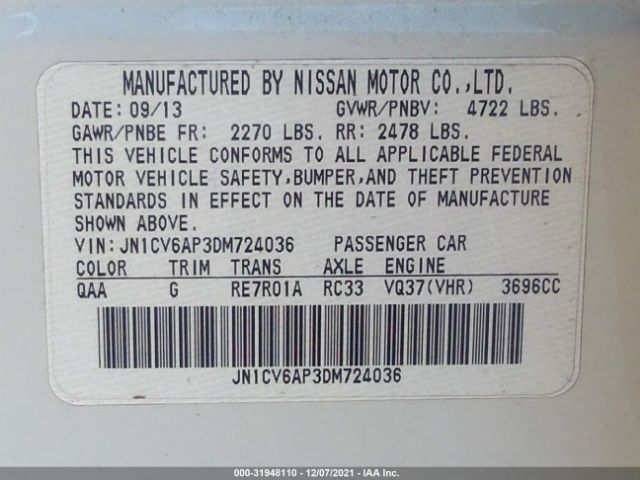 MANUFACTURED BY NISSAN MOTOR CO.,LTD.
DATE: 09/13 GVWR/PNBV: 4722 LBS.
GAWR/PNBE FR: 2270 LBS. RR: 2478 LBS.
THIS VEHICLE CONFORMS TO ALL APPLICABLE FEDERAL
MOTOR VEHICLE SAFETY,BUMPER,AND THEFT PREVENTION
STANDARDS IN EFFECT ON THE DATE OF MANUFACTURE
SHOWN ABOVE.
VIN:JN1CV6AP3DM724036 PASSENGER CAR
COLOR TRIM TRANS AXLE ENGINE
QAA G RE7R01A RC33 VQ37(VHR) 3696CC
JN1CV6AP3DM724036
000-31948110 - 12/07/2021 - IAA Inc.